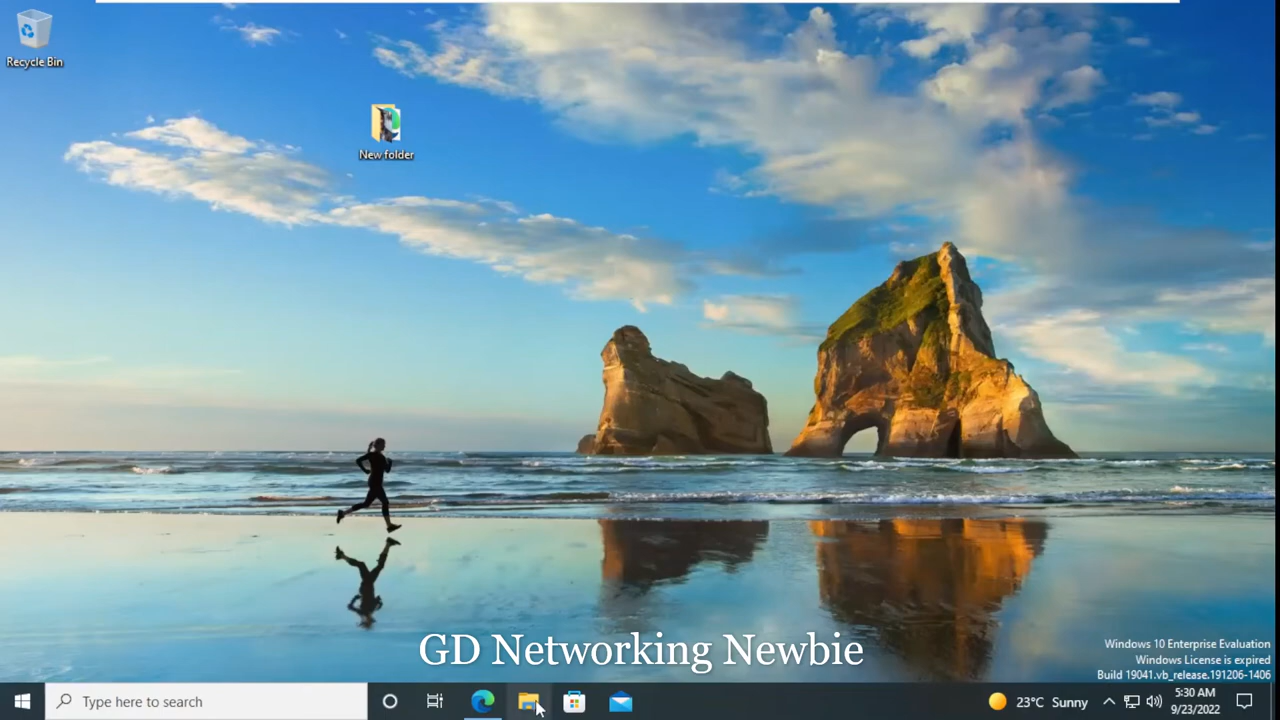 Recycle Bin
New folder
GD Networking Newbie
Windows 10 Enterprise Evaluation
Windows License is expired
Build 19041.vb_release.191206-1406
Type here to search
23°C Sunny
5:30 AM
9/23/2022